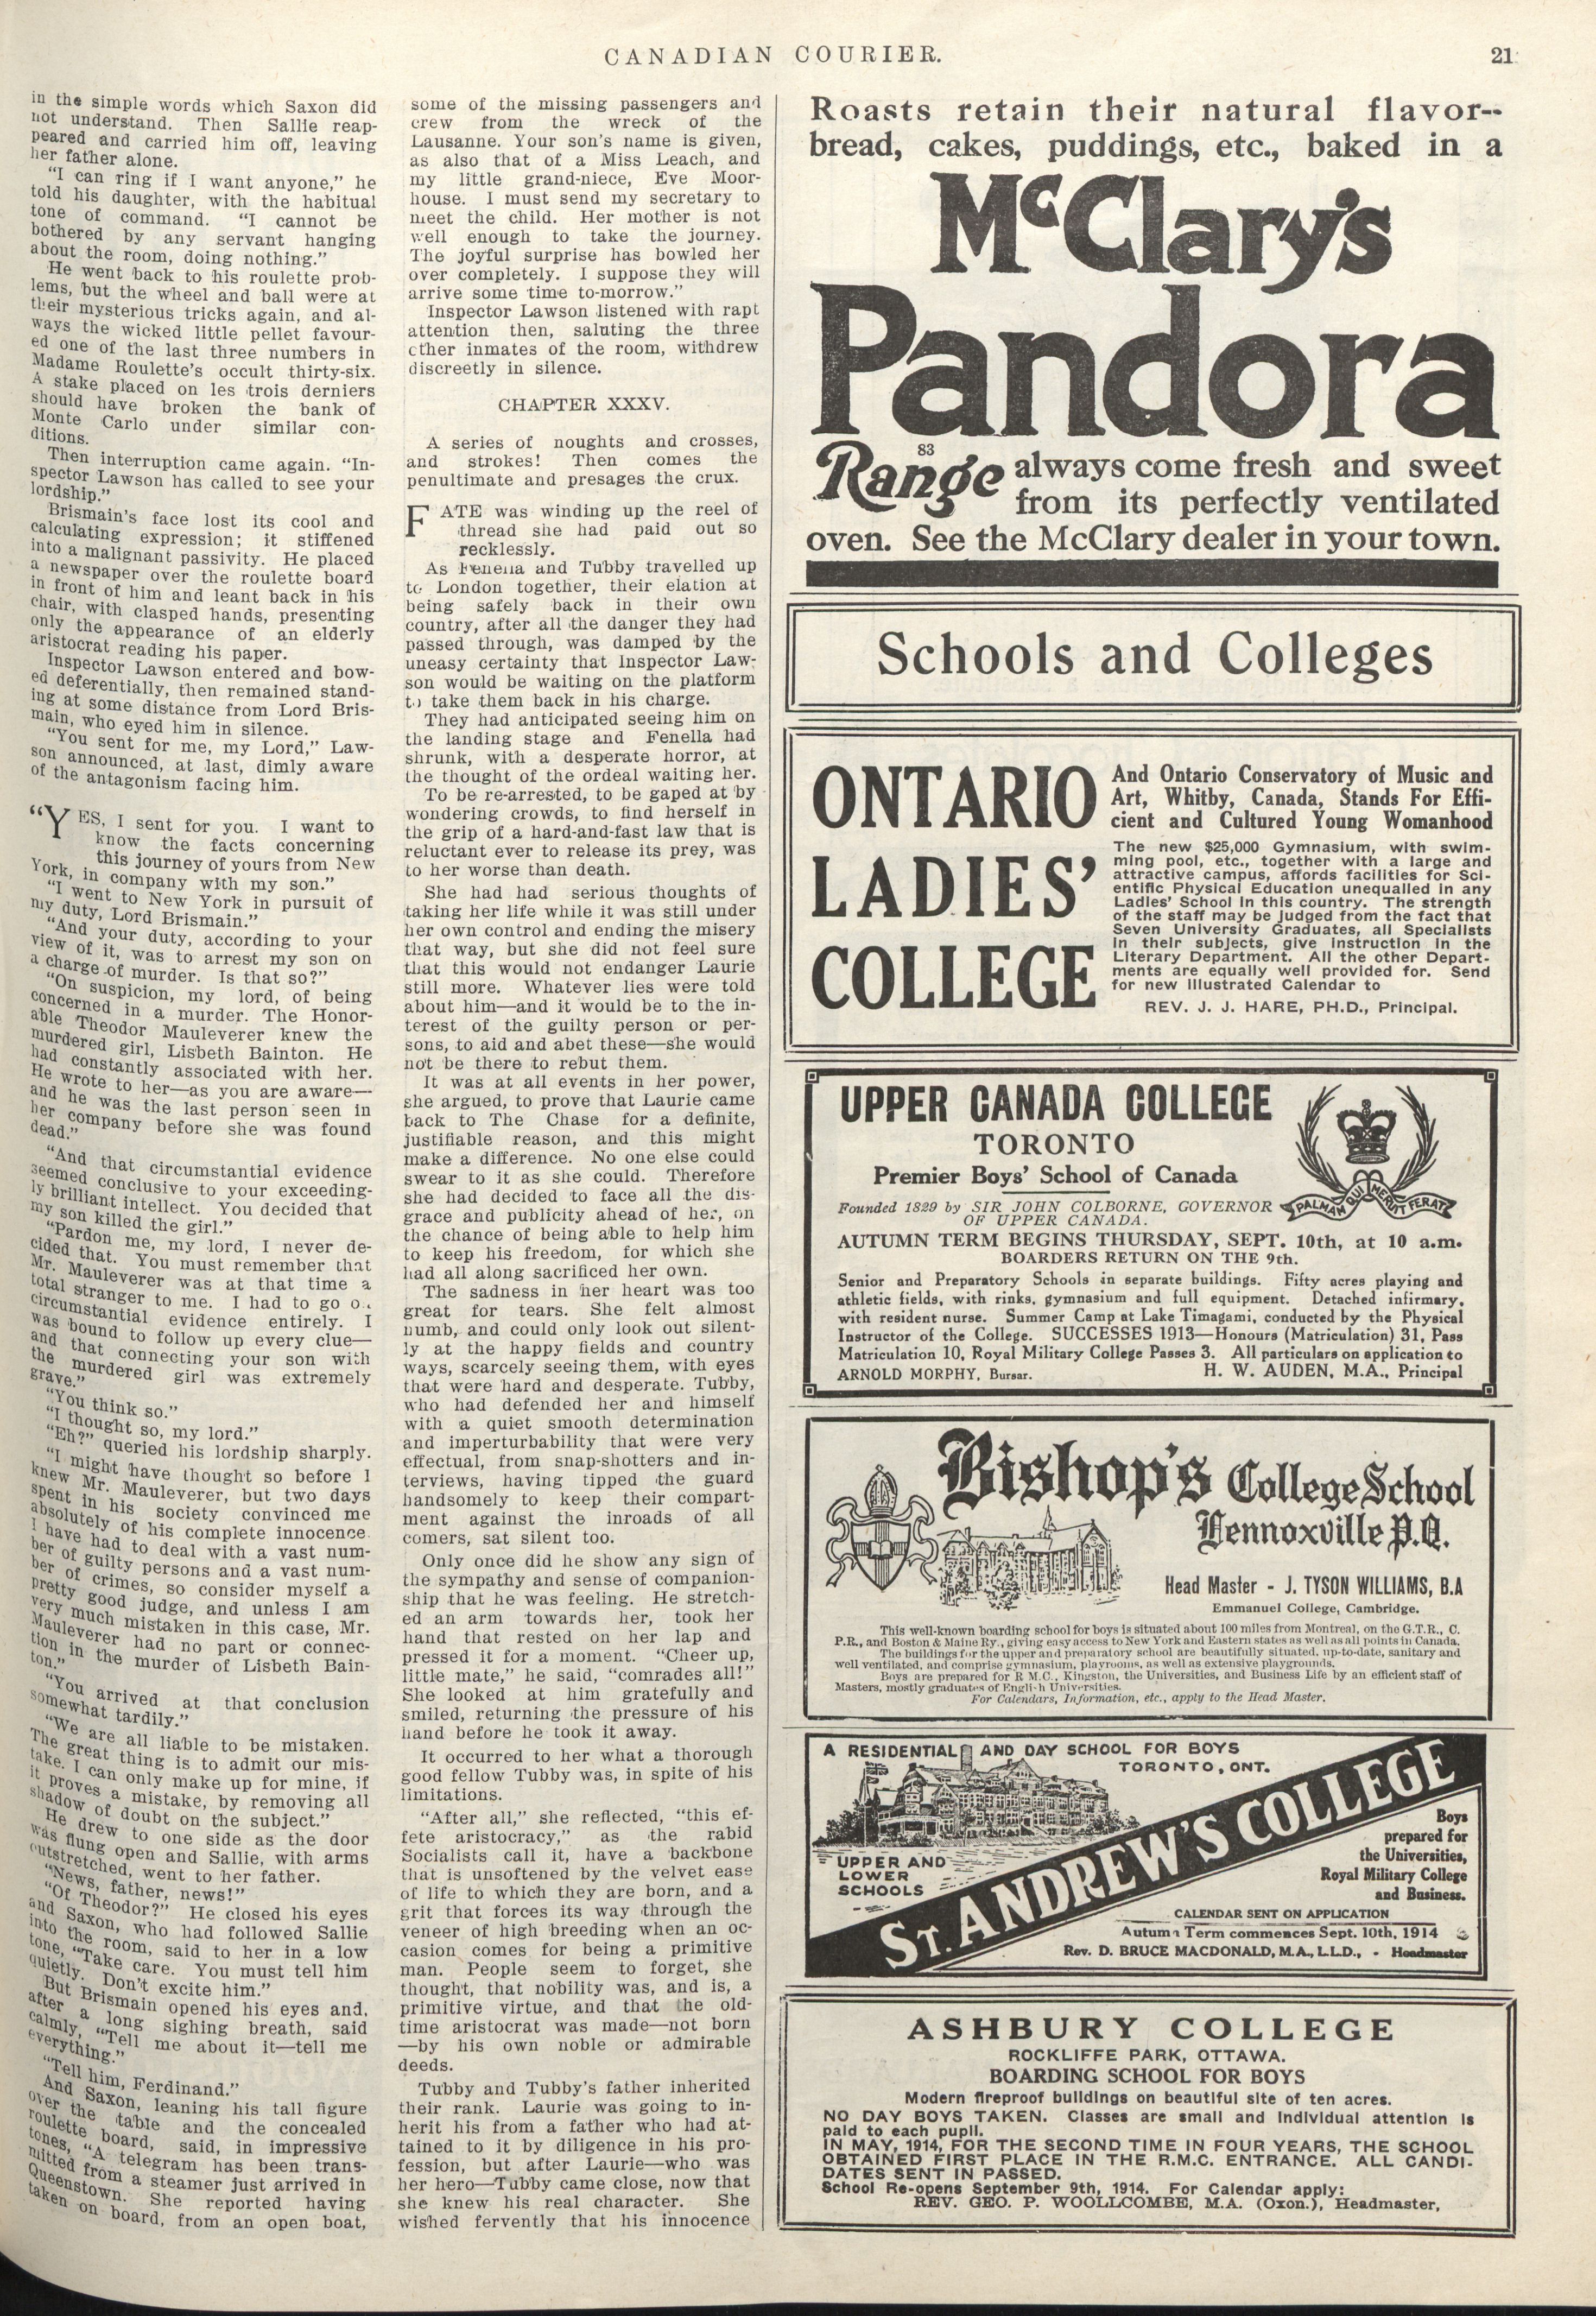 CANADIAN COURIER.
21
in the simple words which Saxon did
not understand. Then Sallie reap-
peared and carried him off, leaving
her father alone.
"I can ring if I want anyone," he
told his daughter, with the habitual
tone of command. "I cannot be
bothered by any servant hanging
about the room, doing nothing."
He went back to his roulette prob-
lems, but the wheel and ball were at
their mysterious tricks again, and al-
ways the wicked little pellet favour-
ed one of the last three numbers in
Madame Roulette's occult thirty-six.
A stake placed on les trois derniers
should have broken the bank of
Monte Carlo under similar con-
ditions.
Then interruption came again. "In-
spector Lawson has called to see your
lordship."
Brismain's face lost its cool and
calculating expression; it stiffened
into a malignant passivity. He placed
a newspaper over the roulette board
in front of him and leant back in his
chair, with clasped hands, presenting
only the appearance of an elderly
aristocrat reading his paper.
Inspector Lawson entered and bow-
ed deferentially, then remained stand-
ing at some distance from Lord Bris-
main, who eyed him in silence.
"You sent for me, my Lord," Law-
son announced, at last, dimly aware
of the antagonism facing him.
"YES, I sent for you. I want to
know the facts concerning
this journey of yours from New
York, in company with my son."
"I went to New York in pursuit of
my duty, Lord Brismain."
"And your duty, according to your
view of it, was to arrest my son on
a charge of murder. Is that so?"
"On suspicion, my lord, of being
concerned in a murder. The Honor-
able Theodor Mauleverer knew the
murdered girl, Lisbeth Bainton. He
had constantly associated with her.
He wrote to her—as you are aware—
and he was the last person seen in
her company before she was found
dead."
"And that circumstantial evidence
seemed conclusive to your exceeding-
ly brilliant intellect. You decided that
my son killed the girl."
"Pardon me, my lord, I never de-
cided that. You must remember that
Mr. Mauleverer was at that time a
total stranger to me. I had to go o..
circumstantial evidence entirely. I
was bound to follow up every clue—
and that connecting your son with
the murdered girl was extremely
grave."
"You think so."
"I thought so, my lord."
"Eh?" queried his lordship sharply.
"I might have thought so before I
knew Mr. Mauleverer, but two days
spent in his society convinced me
absolutely of his complete innocence.
I have had to deal with a vast num-
ber of guilty persons and a vast num-
ber of crimes, so consider myself a
pretty good judge, and unless I am
very much mistaken in this case, Mr.
Mauleverer had no part or connec-
tion in the murder of Lisbeth Bain-
ton."
"You arrived at that conclusion
somewhat tardily."
"We are all liable to be mistaken.
The great thing is to admit our mis-
take. I can only make up for mine, if
it proves a mistake, by removing all
shadow of doubt on the subject."
He drew to one side as the door
was flung open and Sallie, with arms
outstretched, went to her father.
"News, father, news!"
"Of Theodor?" He closed his eyes
and Saxon, who had followed Sallie
into the room, said to her in a low
tone, "Take care. You must tell him
quietly. Don't excite him."
But Brismain opened his eyes and,
after a long sighing breath, said
calmly, "Tell me about it—tell me
everything."
"Tell him, Ferdinand."
And Saxon, leaning his tall figure
over the table and the concealed
roulette board, said, in impressive
tones, "A telegram has been trans-
mitted from a steamer just arrived in
Queenstown. She reported having
taken on board, from an open boat,
some of the missing passengers and
crew from the wreck of the
Lausanne. Your son's name is given,
as also that of a Miss Leach, and
my little grand-niece, Eve Moor-
house. I must send my secretary to
meet the child. Her mother is not
well enough to take the journey.
The joyful surprise has bowled her
over completely. I suppose they will
arrive some time to-morrow."
Inspector Lawson listened with rapt
attention then, saluting the three
other inmates of the room, withdrew
discreetly in silence.
CHAPTER XXXV.
A series of noughts and crosses,
and strokes! Then comes the
penultimate and presages the crux.
FATE was winding up the reel of
thread she had paid out so
recklessly.
As Fenella and Tubby travelled up
to London together, their elation at
being safely back in their own
country, after all the danger they had
passed through, was damped by the
uneasy certainty that Inspector Law-
son would be waiting on the platform
to take them back in his charge.
They had anticipated seeing him on
the landing stage and Fenella had
shrunk, with a desperate horror, at
the thought of the ordeal waiting her.
To be re-arrested, to be gaped at by
wondering crowds, to find herself in
the grip of a hard-and-fast law that is
reluctant ever to release its prey, was
to her worse than death.
She had had serious thoughts of
taking her life while it was still under
her own control and ending the misery
that way, but she did not feel sure
that this would not endanger Laurie
still more. Whatever lies were told
about him—and it would be to the in-
terest of the guilty person or per-
sons, to aid and abet these—she would
not be there to rebut them.
It was at all events in her power,
she argued, to prove that Laurie came
back to The Chase for a definite,
justifiable reason, and this might
make a difference. No one else could
swear to it as she could. Therefore
she had decided to face all the dis-
grace and publicity ahead of her, on
the chance of being able to help him
to keep his freedom, for which she
had all along sacrificed her own.
The sadness in her heart was too
great for tears. She felt almost
numb, and could only look out silent-
ly at the happy fields and country
ways, scarcely seeing them, with eyes
that were hard and desperate. Tubby,
who had defended her and himself
with a quiet smooth determination
and imperturbability that were very
effectual, from snap-shotters and in-
terviews, having tipped the guard
handsomely to keep their compart-
ment against the inroads of all
comers, sat silent too.
Only once did he show any sign of
the sympathy and sense of companion-
ship that he was feeling. He stretch-
ed an arm towards her, took her
hand that rested on her lap and
pressed it for a moment. "Cheer up,
little mate," he said, "comrades all!"
She looked at him gratefully and
smiled, returning the pressure of his
hand before he took it away.
It occurred to her what a thorough
good fellow Tubby was, in spite of his
limitations.
"After all," she reflected, "this ef-
fete aristocracy," as the rabid
Socialists call it, have a backbone
that is unsoftened by the velvet ease
of life to which they are born, and a
grit that forces its way through the
veneer of high breeding when an oc-
casion comes for being a primitive
man. People seem to forget, she
thought, that nobility was, and is, a
primitive virtue, and that the old-
time aristocrat was made—not born
—by his own noble or admirable
deeds.
Tubby and Tubby's father inherited
their rank. Laurie was going to in-
herit his from a father who had at-
tained to it by diligence in his pro-
fession, but after Laurie—who was
her hero—Tubby came close, now that
she knew his real character. She
wished fervently that his innocence
Roasts retain their natural flavor--
bread, cakes, puddings, etc., baked in a
McClary's
Pandora
83
Range always come fresh and sweet
from its perfectly ventilated
oven. See the McClary dealer in your town.
Schools and Colleges
ONTARIO
LADIES'
COLLEGE
And Ontario Conservatory of Music and
Art, Whitby, Canada, Stands For Effi-
cient and Cultured Young Womanhood
The new $25,000 Gymnasium, with swim-
ming pool, etc., together with a large and
attractive campus, affords facilities for Sci-
entific Physical Education unequalled in any
Ladies' School in this country. The strength
of the staff may be judged from the fact that
Seven University Graduates, all Specialists
in their subjects, give instruction in the
Literary Department. All the other Depart-
ments are equally well provided for. Send
for new illustrated Calendar to
REV. J. J. HARE, PH.D., Principal.
UPPER CANADA COLLEGE
TORONTO
Premier Boys' School of Canada
Founded 1829 by SIR JOHN COLBORNE, GOVERNOR
OF UPPER CANADA.
PALMAM QUI MERUIT FERAT
AUTUMN TERM BEGINS THURSDAY, SEPT. 10th, at 10 a.m.
BOARDERS RETURN ON THE 9th.
Senior and Preparatory Schools in separate buildings. Fifty acres playing and
athletic fields, with rinks, gymnasium and full equipment. Detached infirmary,
with resident nurse. Summer Camp at Lake Timagami, conducted by the Physical
Instructor of the College. SUCCESSES 1913—Honours (Matriculation) 31, Pass
Matriculation 10, Royal Military College Passes 3. All particulars on application to
ARNOLD MORPHY, Bursar. H. W. AUDEN, M.A., Principal
Bishop's College School
Lennoxville P.Q.
Head Master - J. TYSON WILLIAMS, B.A
Emmanuel College, Cambridge.
This well-known boarding school for boys is situated about 100 miles from Montreal, on the G.T.R., C.
P.R., and Boston & Maine Ry., giving easy access to New York and Eastern states as well as all points in Canada.
The buildings for the upper and preparatory school are beautifully situated, up-to-date, sanitary and
well ventilated, and comprise gymnasium, playrooms, as well as extensive playgrounds.
Boys are prepared for R M.C., Kingston, the Universities, and Business Life by an efficient staff of
Masters, mostly graduates of English Universities.
For Calendars, Information, etc., apply to the Head Master.
A RESIDENTIAL AND DAY SCHOOL FOR BOYS
TORONTO, ONT.
ST. ANDREW'S COLLEGE
UPPER AND
LOWER
SCHOOLS
Boys
prepared for
the Universities,
Royal Military College
and Business.
CALENDAR SENT ON APPLICATION
Autumn Term commences Sept. 10th, 1914
Rev. D. BRUCE MACDONALD, M.A., LL.D., - Headmaster
ASHBURY COLLEGE
ROCKLIFFE PARK, OTTAWA.
BOARDING SCHOOL FOR BOYS
Modern fireproof buildings on beautiful site of ten acres.
NO DAY BOYS TAKEN. Classes are small and individual attention is
paid to each pupil.
IN MAY, 1914, FOR THE SECOND TIME IN FOUR YEARS, THE SCHOOL
OBTAINED FIRST PLACE IN THE R.M.C. ENTRANCE. ALL CANDI-
DATES SENT IN PASSED.
School Re-opens September 9th, 1914. For Calendar apply:
REV. GEO. P. WOOLLCOMBE, M.A. (Oxon.), Headmaster,